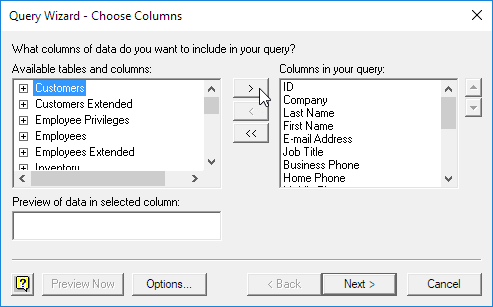 Query Wizard - Choose Columns
What columns of data do you want to include in your query?
Available tables and columns:
Customers
Customers Extended
Employee Privileges
Employees
Employees Extended
Inventory
>
<
<<
Columns in your query:
ID
Company
Last Name
First Name
E-mail Address
Job Title
Business Phone
Home Phone
Preview of data in selected column:
?
Preview Now
Options...
< Back
Next >
Cancel